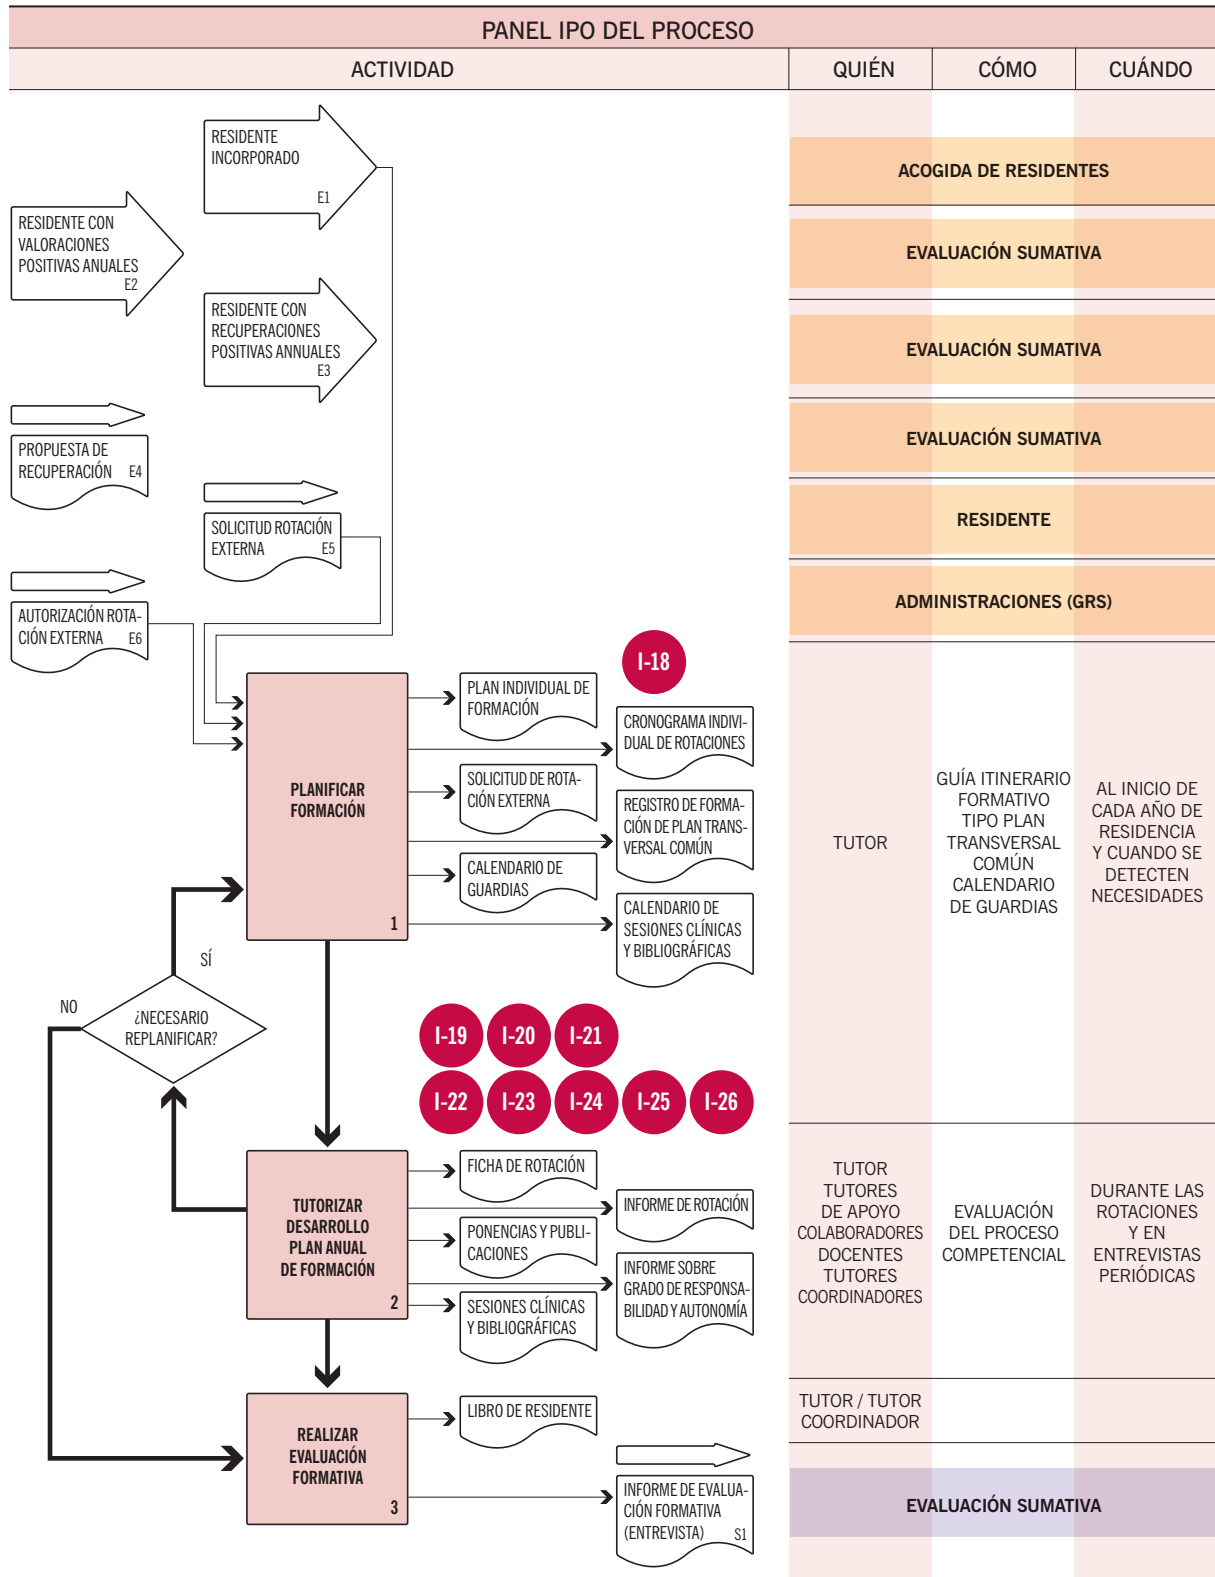 PANEL IPO DEL PROCESO
ACTIVIDAD
QUIÉN
CÓMO
CUÁNDO
RESIDENTE
INCORPORADO
E1
ACOGIDA DE RESIDENTES
RESIDENTE CON
VALORACIONES
POSITIVAS ANUALES
E2
EVALUACIÓN SUMATIVA
RESIDENTE CON
RECUPERACIONES
POSITIVAS ANNUALES
E3
EVALUACIÓN SUMATIVA
PROPUESTA DE
RECUPERACIÓN E4
EVALUACIÓN SUMATIVA
SOLICITUD ROTACIÓN
EXTERNA E5
RESIDENTE
AUTORIZACIÓN ROTA-
CIÓN EXTERNA E6
ADMINISTRACIONES (GRS)
PLANIFICAR
FORMACIÓN
1
PLAN INDIVIDUAL DE
FORMACIÓN
I-18
CRONOGRAMA INDIVI-
DUAL DE ROTACIONES
SOLICITUD DE ROTA-
CIÓN EXTERNA
REGISTRO DE FORMA-
CIÓN DE PLAN TRANS-
VERSAL COMÚN
CALENDARIO DE
GUARDIAS
CALENDARIO DE
SESIONES CLÍNICAS
Y BIBLIOGRÁFICAS
TUTOR
GUÍA ITINERARIO
FORMATIVO
TIPO PLAN
TRANSVERSAL
COMÚN
CALENDARIO
DE GUARDIAS
AL INICIO DE
CADA AÑO DE
RESIDENCIA
Y CUANDO SE
DETECTEN
NECESIDADES
SÍ
NO
¿NECESARIO
REPLANIFICAR?
I-19 I-20 I-21
I-22 I-23 I-24 I-25 I-26
TUTORIZAR
DESARROLLO
PLAN ANUAL
DE FORMACIÓN
2
FICHA DE ROTACIÓN
INFORME DE ROTACIÓN
PONENCIAS Y PUBLI-
CACIONES
INFORME SOBRE
GRADO DE RESPONSA-
BILIDAD Y AUTONOMÍA
SESIONES CLÍNICAS
Y BIBLIOGRÁFICAS
TUTOR
TUTORES
DE APOYO
COLABORADORES
DOCENTES
TUTORES
COORDINADORES
EVALUACIÓN
DEL PROCESO
COMPETENCIAL
DURANTE LAS
ROTACIONES
Y EN
ENTREVISTAS
PERIÓDICAS
REALIZAR
EVALUACIÓN
FORMATIVA
3
LIBRO DE RESIDENTE
TUTOR / TUTOR
COORDINADOR
INFORME DE EVALUA-
CIÓN FORMATIVA
(ENTREVISTA) S1
EVALUACIÓN SUMATIVA